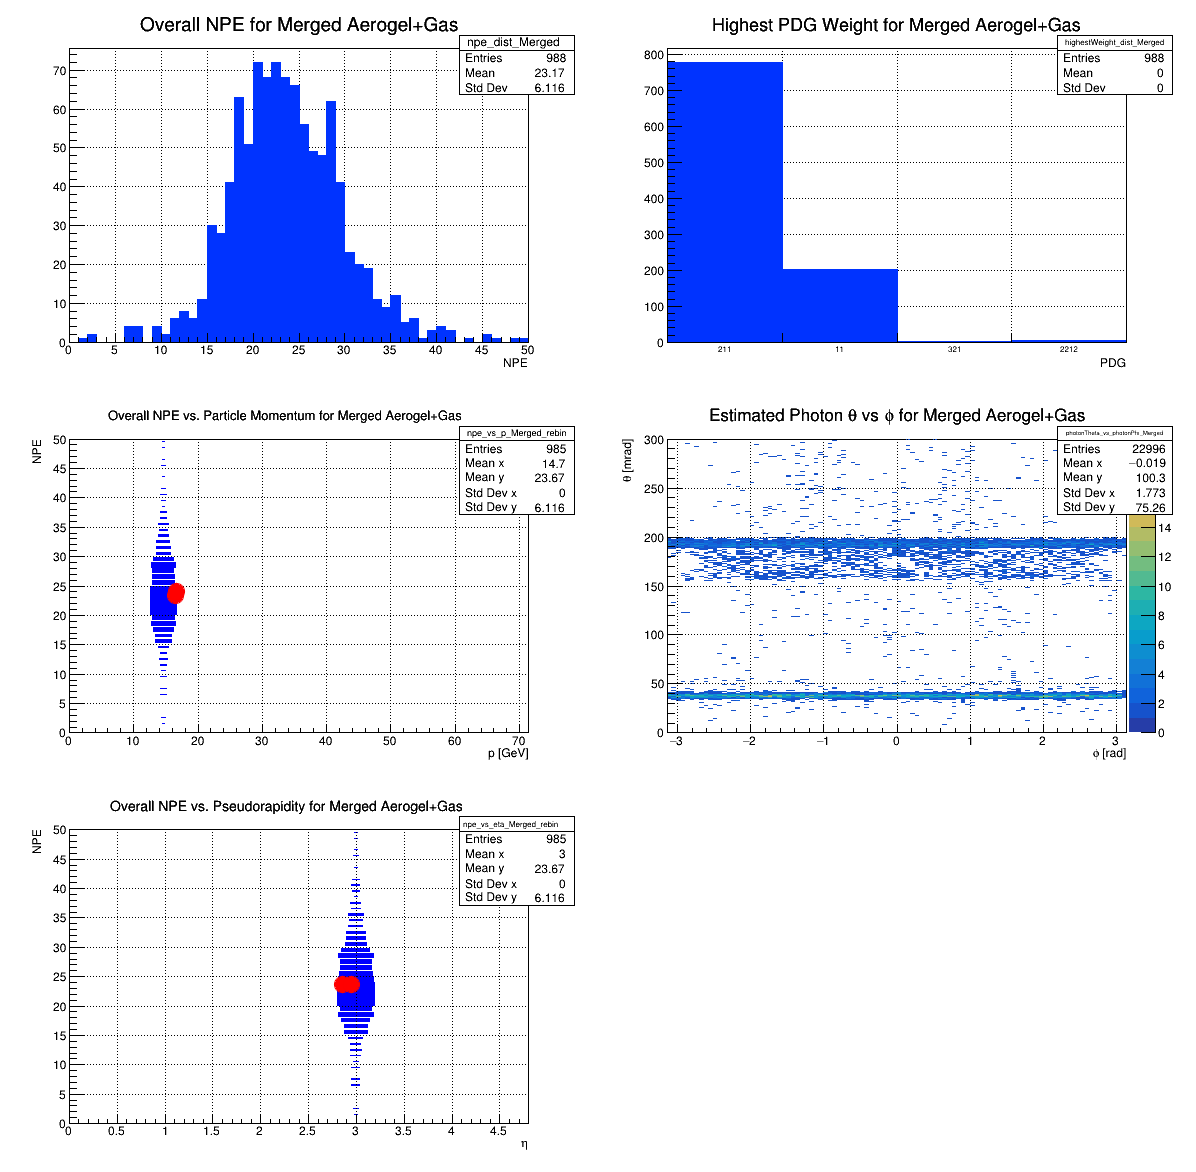 Overall NPE for Merged Aerogel+Gas
npe_dist_Merged
Entries 988
Mean 23.17
Std Dev 6.116
70
60
50
40
30
20
10
0
0 5 10 15 20 25 30 35 40 45 50
NPE
Highest PDG Weight for Merged Aerogel+Gas
highestWeight_dist_Merged
Entries 988
Mean 0
Std Dev 0
800
700
600
500
400
300
200
100
0
211 11 321 2212
PDG
Overall NPE vs. Particle Momentum for Merged Aerogel+Gas
npe_vs_p_Merged_rebin
Entries 985
Mean x 14.7
Mean y 23.67
Std Dev x 0
Std Dev y 6.116
NPE
50
45
40
35
30
25
20
15
10
5
0
0 10 20 30 40 50 60 70
p [GeV]
Estimated Photon θ vs ϕ for Merged Aerogel+Gas
photonTheta_vs_photonPhi_Merged
Entries 22996
Mean x −0.019
Mean y 100.3
Std Dev x 1.773
Std Dev y 75.26
θ [mrad]
300
250
200
150
100
50
0
−3 −2 −1 0 1 2 3
ϕ [rad]
14
12
10
8
6
4
2
0
Overall NPE vs. Pseudorapidity for Merged Aerogel+Gas
npe_vs_eta_Merged_rebin
Entries 985
Mean x 3
Mean y 23.67
Std Dev x 0
Std Dev y 6.116
NPE
50
45
40
35
30
25
20
15
10
5
0
0 0.5 1 1.5 2 2.5 3 3.5 4 4.5
η